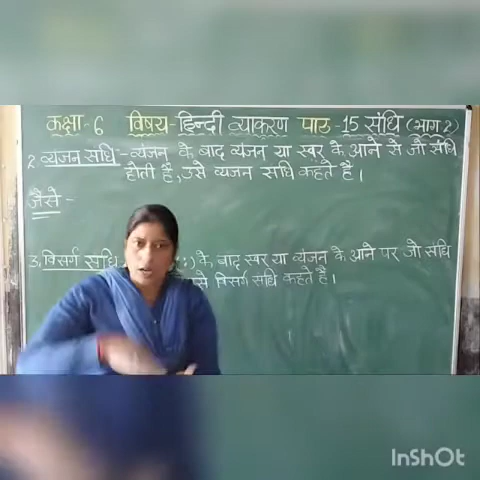 कक्षा-6 विषय-हिन्दी व्याकरण पाठ-15 संधि (भाग 2)
2. व्यंजन संधि:- व्यंजन के बाद व्यंजन या स्वर के आने से जो संधि
होती है, उसे व्यंजन संधि कहते है।
जैसे -
3. विसर्ग संधि (:) के बाद स्वर या व्यंजन के आने पर जो संधि
से विसर्ग संधि कहते है।
InShOt